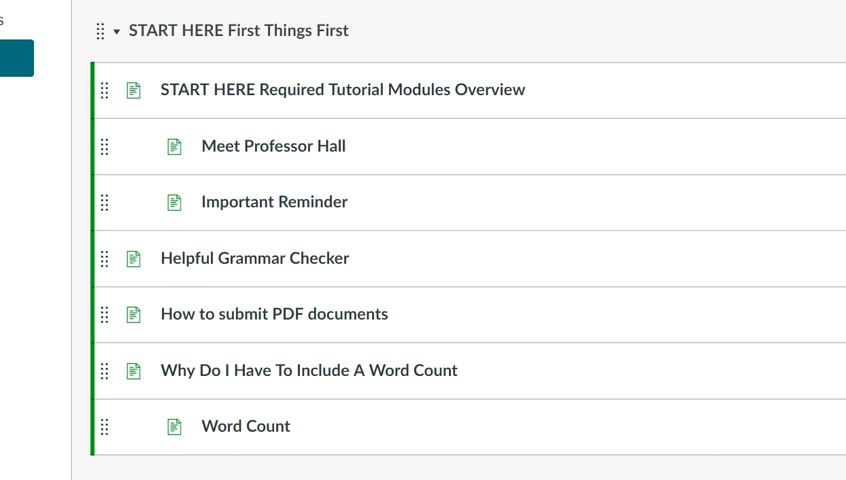 s
START HERE First Things First
START HERE Required Tutorial Modules Overview
Meet Professor Hall
Important Reminder
Helpful Grammar Checker
How to submit PDF documents
Why Do I Have To Include A Word Count
Word Count